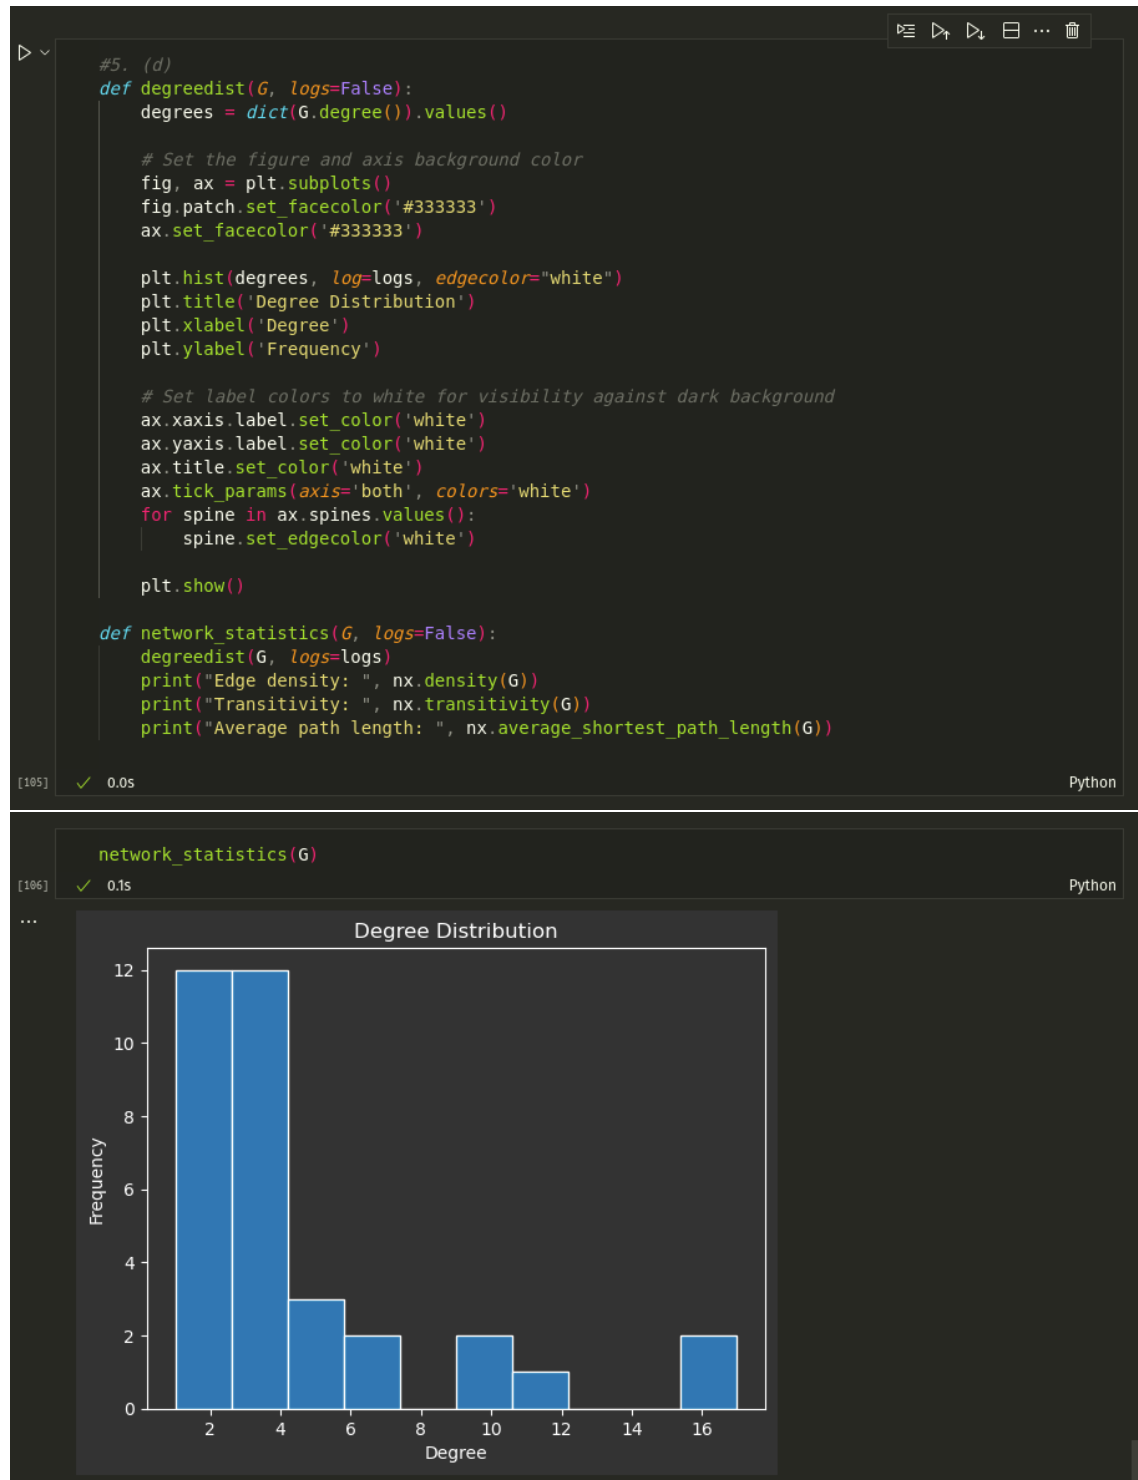 #5. (d)
def degreedist(G, logs=False):
    degrees = dict(G.degree()).values()
    # Set the figure and axis background color
    fig, ax = plt.subplots()
    fig.patch.set_facecolor('#333333')
    ax.set_facecolor('#333333')
    plt.hist(degrees, log=logs, edgecolor="white")
    plt.title('Degree Distribution')
    plt.xlabel('Degree')
    plt.ylabel('Frequency')
    # Set label colors to white for visibility against dark background
    ax.xaxis.label.set_color('white')
    ax.yaxis.label.set_color('white')
    ax.title.set_color('white')
    ax.tick_params(axis='both', colors='white')
    for spine in ax.spines.values():
        spine.set_edgecolor('white')
    plt.show()
def network_statistics(G, logs=False):
    degreedist(G, logs=logs)
    print("Edge density: ", nx.density(G))
    print("Transitivity: ", nx.transitivity(G))
    print("Average path length: ", nx.average_shortest_path_length(G))
[105] 0.0s Python
network_statistics(G)
[106] 0.1s Python
Degree Distribution
12
10
8
6
4
2
0
Frequency
2 4 6 8 10 12 14 16
Degree